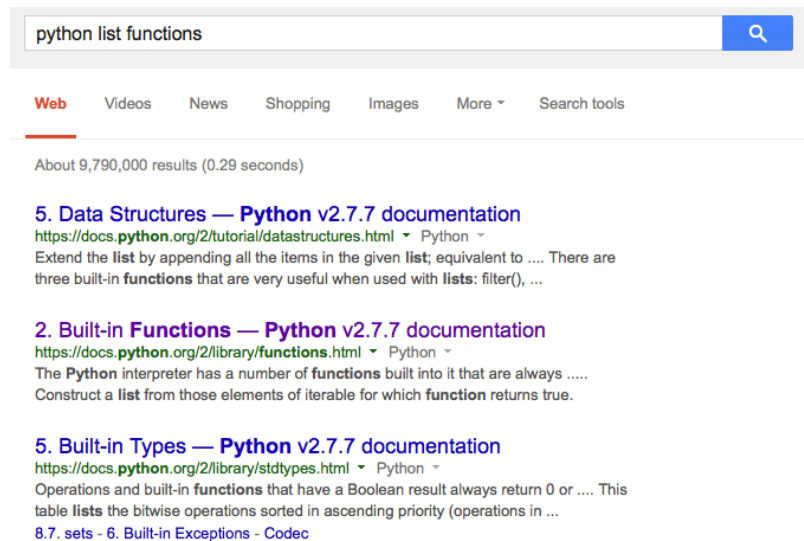 python list functions
Web Videos News Shopping Images More Search tools
About 9,790,000 results (0.29 seconds)
5. Data Structures — Python v2.7.7 documentation
https://docs.python.org/2/tutorial/datastructures.html Python
Extend the list by appending all the items in the given list; equivalent to .... There are
three built-in functions that are very useful when used with lists: filter(), ...
2. Built-in Functions — Python v2.7.7 documentation
https://docs.python.org/2/library/functions.html Python
The Python interpreter has a number of functions built into it that are always .....
Construct a list from those elements of iterable for which function returns true.
5. Built-in Types — Python v2.7.7 documentation
https://docs.python.org/2/library/stdtypes.html Python
Operations and built-in functions that have a Boolean result always return 0 or .... This
table lists the bitwise operations sorted in ascending priority (operations in ...
8.7. sets - 6. Built-in Exceptions - Codec